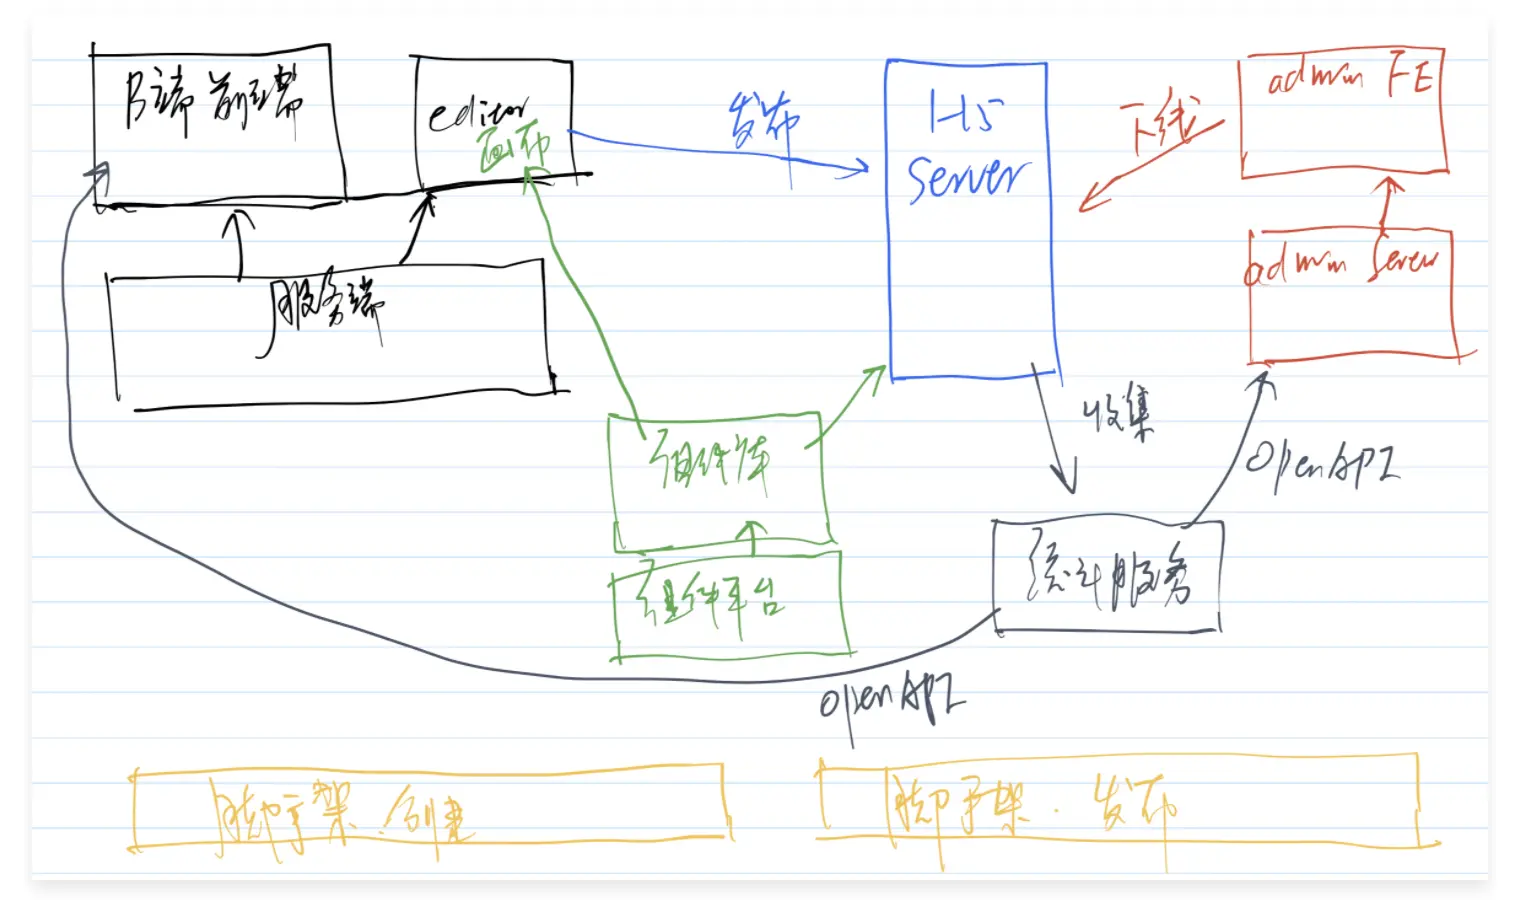 B端前端
editor
画布
发布
H5
Server
下线
admin FE
admin Server
服务端
收集
OpenAPI
组件库
组件平台
统计服务
OpenAPI
脚手架.创建
脚手架.发布